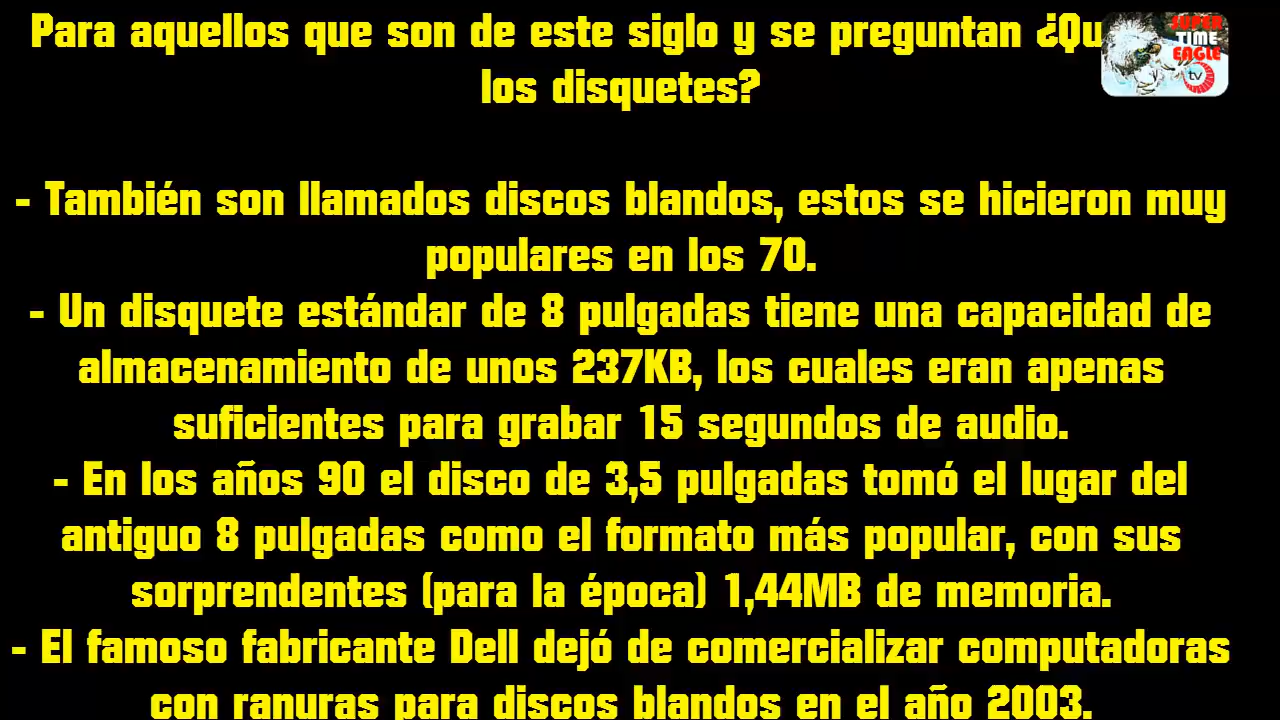 Para aquellos que son de este siglo y se preguntan ¿Qu
los disquetes?
- También son llamados discos blandos, estos se hicieron muy
populares en los 70.
- Un disquete estándar de 8 pulgadas tiene una capacidad de
almacenamiento de unos 237KB, los cuales eran apenas
suficientes para grabar 15 segundos de audio.
- En los años 90 el disco de 3,5 pulgadas tomó el lugar del
antiguo 8 pulgadas como el formato más popular, con sus
sorprendentes (para la época) 1,44MB de memoria.
- El famoso fabricante Dell dejó de comercializar computadoras
con ranuras para discos blandos en el año 2003.
SUPER
TIME
EAGLE
tv